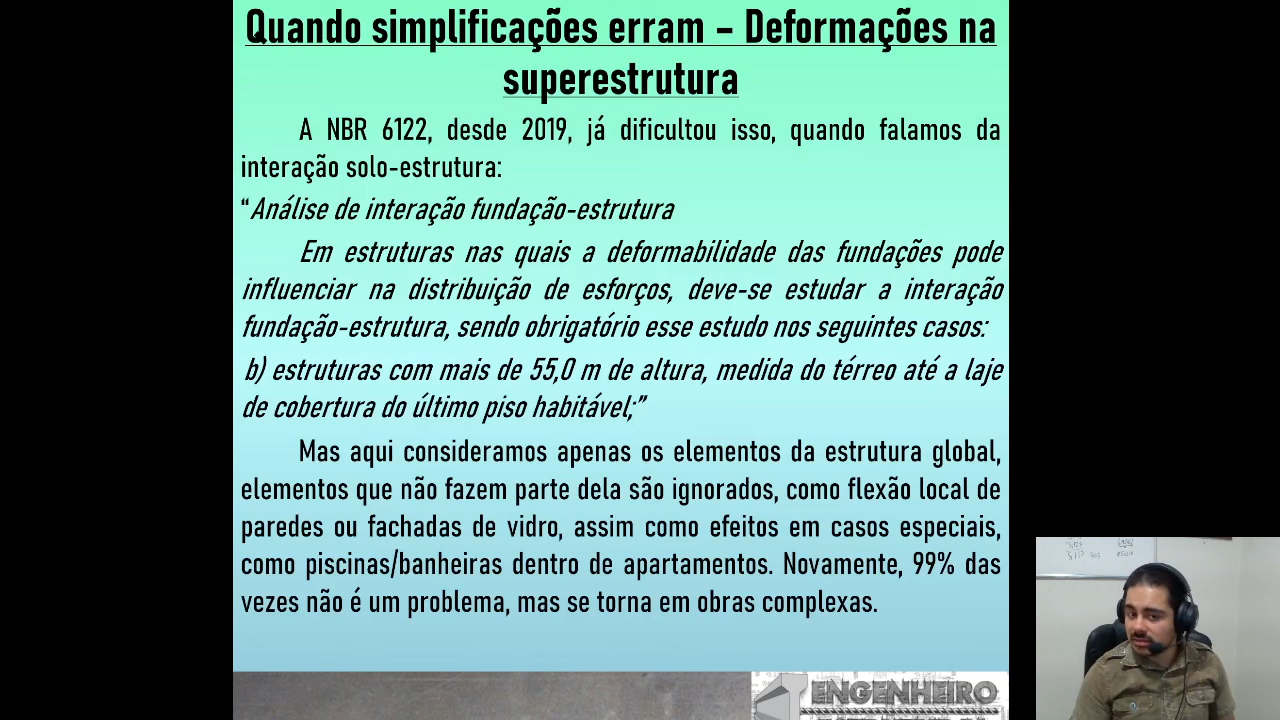 Quando simplificações erram – Deformações na
superestrutura
A NBR 6122, desde 2019, já dificultou isso, quando falamos da
interação solo-estrutura:
“Análise de interação fundação-estrutura
Em estruturas nas quais a deformabilidade das fundações pode
influenciar na distribuição de esforços, deve-se estudar a interação
fundação-estrutura, sendo obrigatório esse estudo nos seguintes casos:
b) estruturas com mais de 55,0 m de altura, medida do térreo até a laje
de cobertura do último piso habitável;”
Mas aqui consideramos apenas os elementos da estrutura global,
elementos que não fazem parte dela são ignorados, como flexão local de
paredes ou fachadas de vidro, assim como efeitos em casos especiais,
como piscinas/banheiras dentro de apartamentos. Novamente, 99% das
vezes não é um problema, mas se torna em obras complexas.
ENGENHEIRO